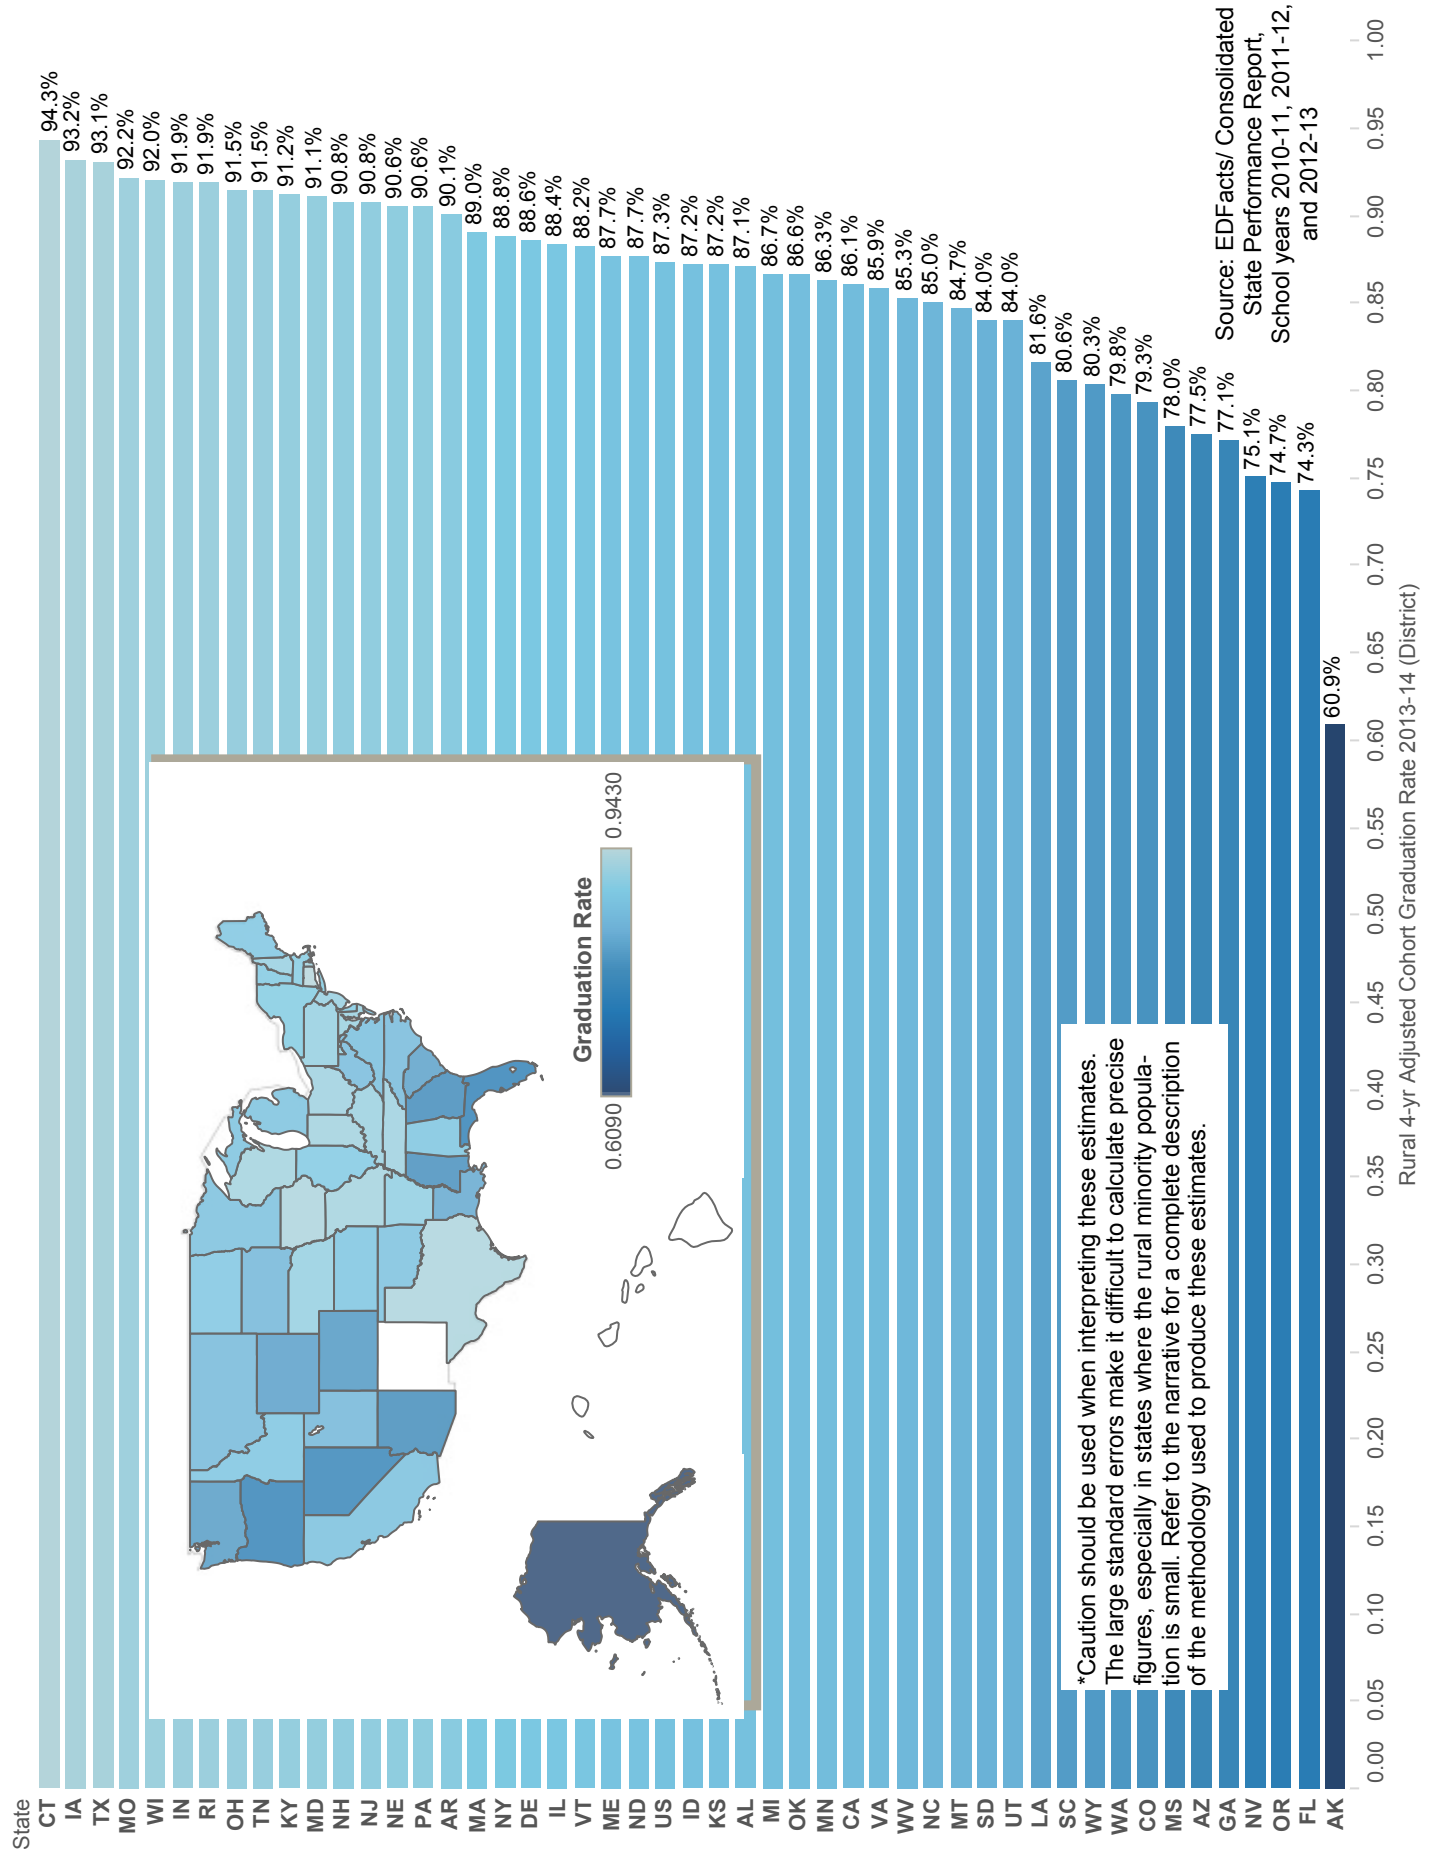 State
CT 94.3%
IA 93.2%
TX 93.1%
MO 92.2%
WI 92.0%
IN 91.9%
RI 91.9%
OH 91.5%
TN 91.5%
KY 91.2%
MD 91.1%
NH 90.8%
NJ 90.8%
NE 90.6%
PA 90.6%
AR 90.1%
MA 89.0%
NY 88.8%
DE 88.6%
IL 88.4%
VT 88.2%
ME 87.7%
ND 87.7%
US 87.3%
ID 87.2%
KS 87.2%
AL 87.1%
MI 86.7%
OK 86.6%
MN 86.3%
CA 86.1%
VA 85.9%
WV 85.3%
NC 85.0%
MT 84.7%
SD 84.0%
UT 84.0%
LA 81.6%
SC 80.6%
WY 80.3%
WA 79.8%
CO 79.3%
MS 78.0%
AZ 77.5%
GA 77.1%
NV 75.1%
OR 74.7%
FL 74.3%
AK 60.9%
Graduation Rate
0.6090 0.9430
*Caution should be used when interpreting these estimates.
The large standard errors make it difficult to calculate precise
figures, especially in states where the rural minority popula-
tion is small. Refer to the narrative for a complete description
of the methodology used to produce these estimates.
Source: EDFacts/ Consolidated
State Performance Report,
School years 2010-11, 2011-12,
and 2012-13
0.00 0.05 0.10 0.15 0.20 0.25 0.30 0.35 0.40 0.45 0.50 0.55 0.60 0.65 0.70 0.75 0.80 0.85 0.90 0.95 1.00
Rural 4-yr Adjusted Cohort Graduation Rate 2013-14 (District)